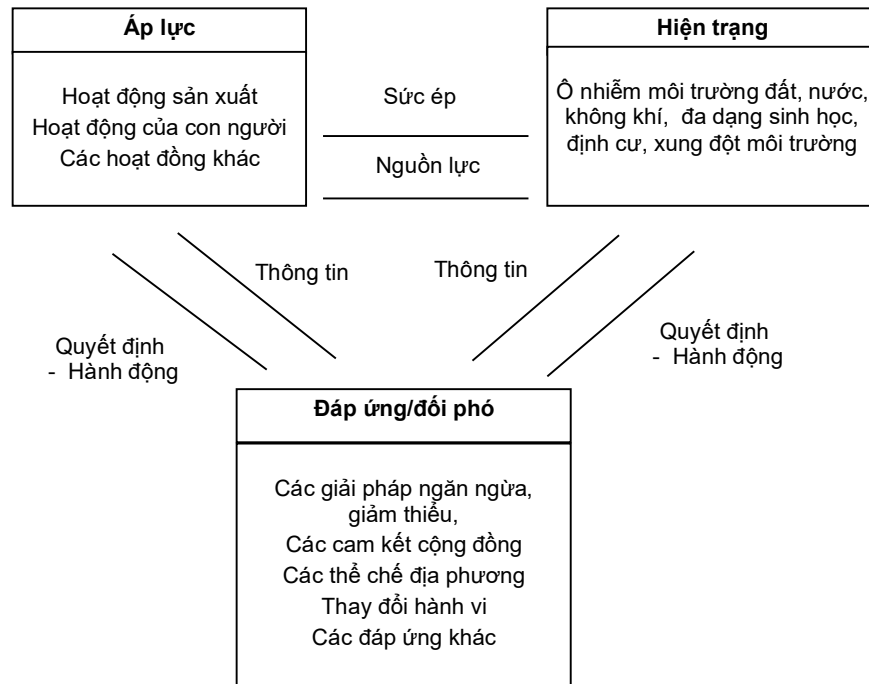 Áp lực
Hoạt động sản xuất
Hoạt động của con người
Các hoạt đồng khác
Sức ép
Nguồn lực
Hiện trạng
Ô nhiễm môi trường đất, nước,
không khí, đa dạng sinh học,
định cư, xung đột môi trường
Thông tin
Thông tin
Quyết định
- Hành động
Quyết định
- Hành động
Đáp ứng/đối phó
Các giải pháp ngăn ngừa,
giảm thiểu,
Các cam kết cộng đồng
Các thể chế địa phương
Thay đổi hành vi
Các đáp ứng khác